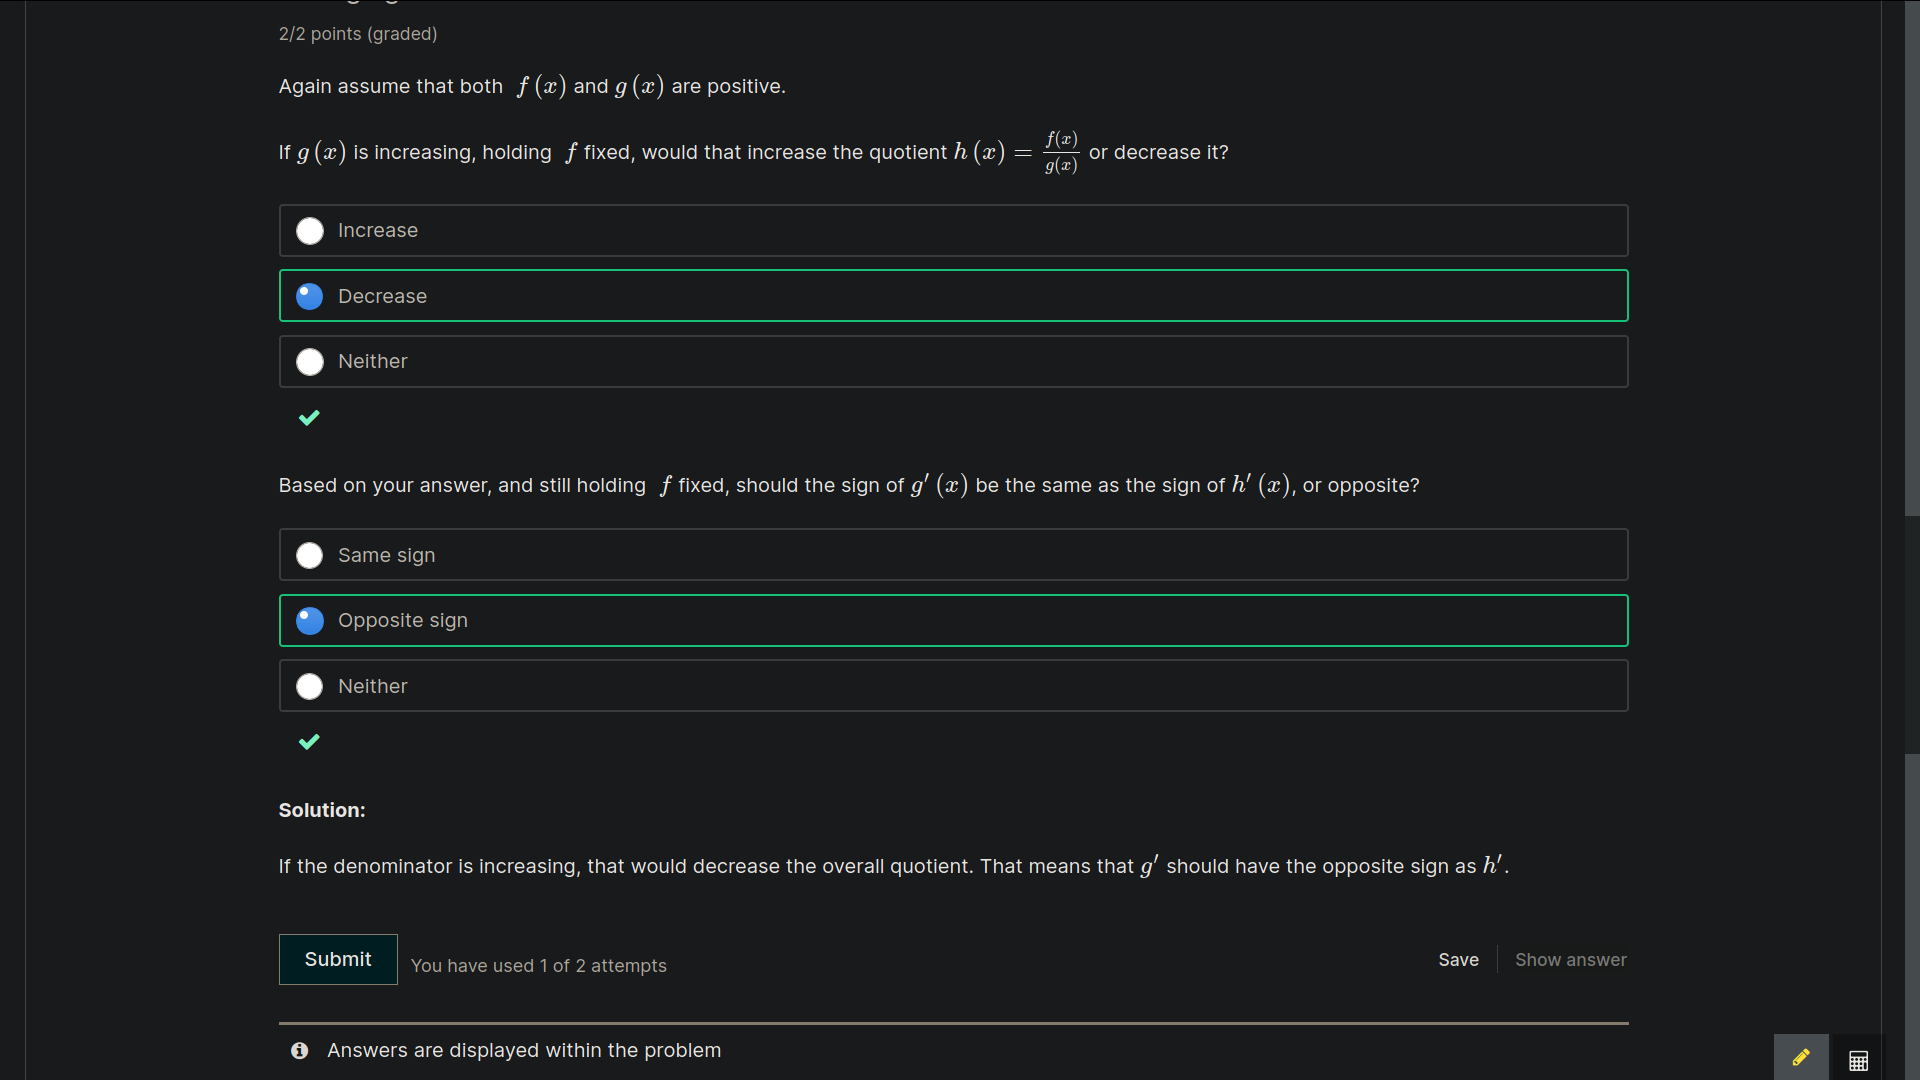 2/2 points (graded)
Again assume that both f (x) and g (x) are positive.
If g (x) is increasing, holding f fixed, would that increase the quotient h (x) = f(x)/g(x) or decrease it?
Increase
Decrease
Neither
Based on your answer, and still holding f fixed, should the sign of g′ (x) be the same as the sign of h′ (x), or opposite?
Same sign
Opposite sign
Neither
Solution:
If the denominator is increasing, that would decrease the overall quotient. That means that g′ should have the opposite sign as h′.
Submit
You have used 1 of 2 attempts
Save
Show answer
Answers are displayed within the problem